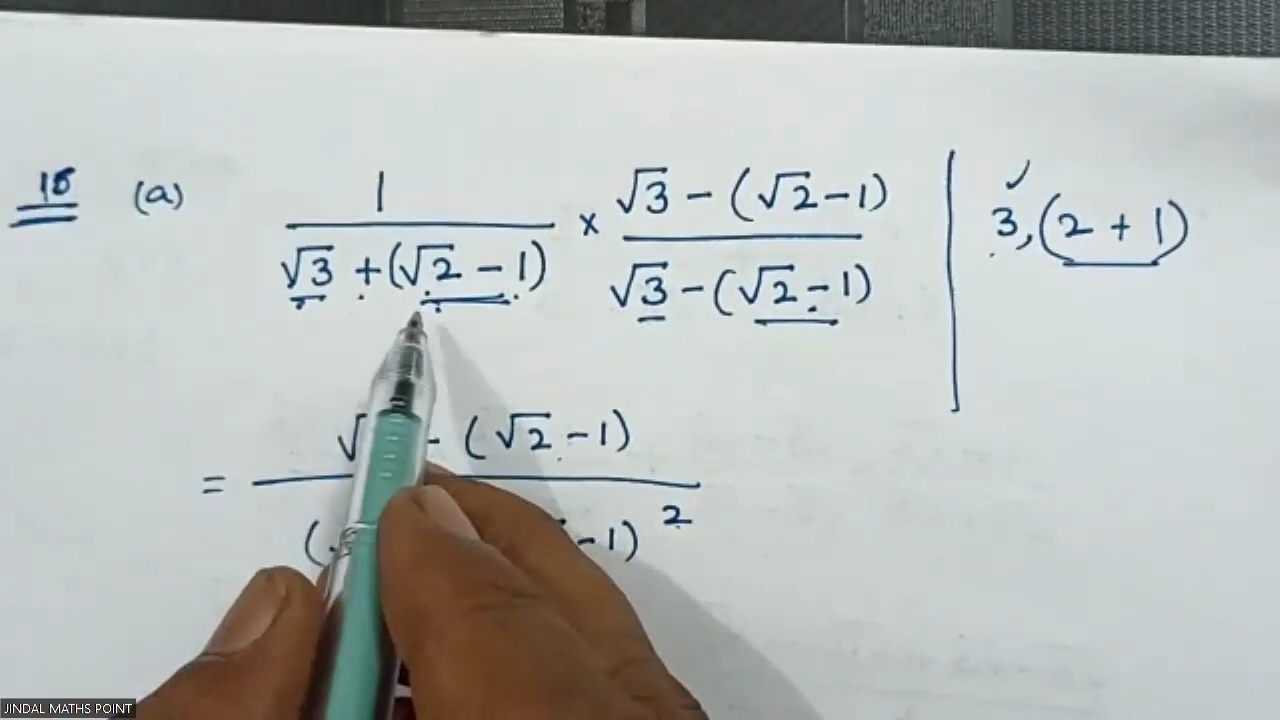 18 (a) 1 / √3 + (√2 - 1) × √3 - (√2 - 1) / √3 - (√2 - 1) | 3, (2 + 1)
= √ - (√2 - 1) / ( - 1)²
JINDAL MATHS POINT